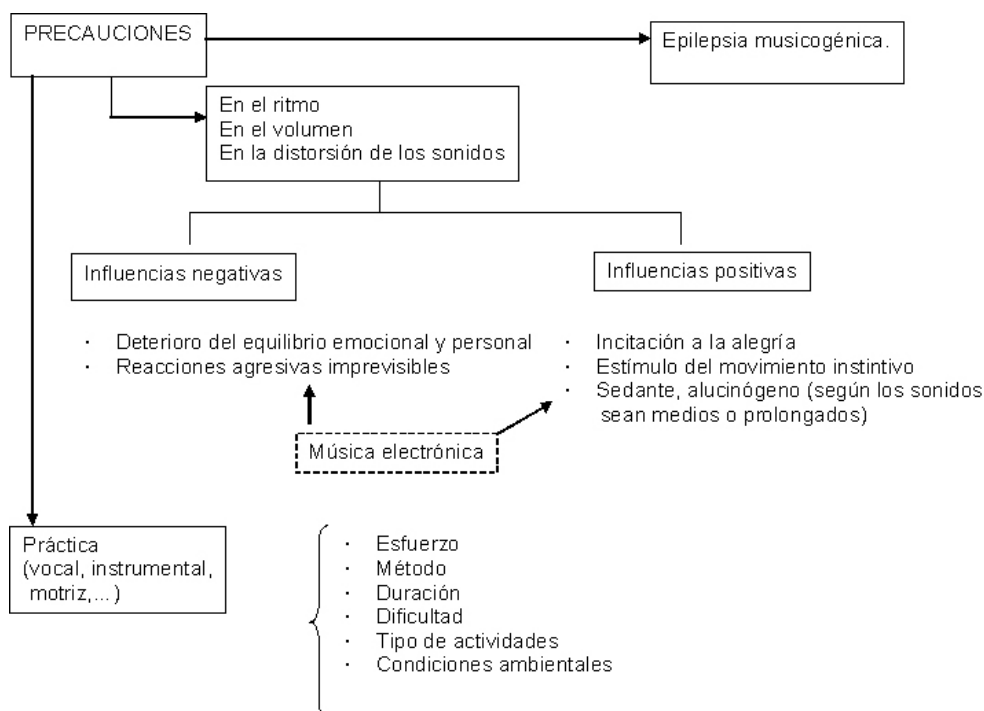 PRECAUCIONES
Epilepsia musicogénica.
En el ritmo
En el volumen
En la distorsión de los sonidos
Influencias negativas
Influencias positivas
· Deterioro del equilibrio emocional y personal
· Reacciones agresivas imprevisibles
· Incitación a la alegría
· Estímulo del movimiento instintivo
· Sedante, alucinógeno (según los sonidos
sean medios o prolongados)
Música electrónica
Práctica
(vocal, instrumental,
motriz,...)
· Esfuerzo
· Método
· Duración
· Dificultad
· Tipo de actividades
· Condiciones ambientales